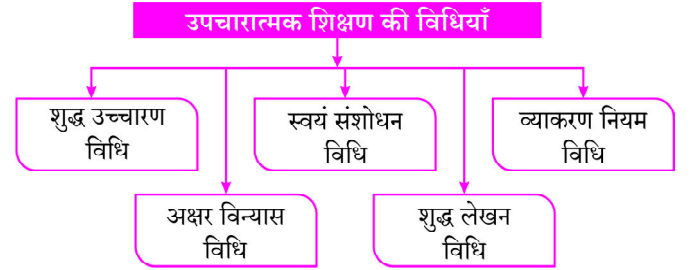 उपचारात्मक शिक्षण की विधियाँ
शुद्ध उच्चारण
विधि
स्वयं संशोधन
विधि
व्याकरण नियम
विधि
अक्षर विन्यास
विधि
शुद्ध लेखन
विधि